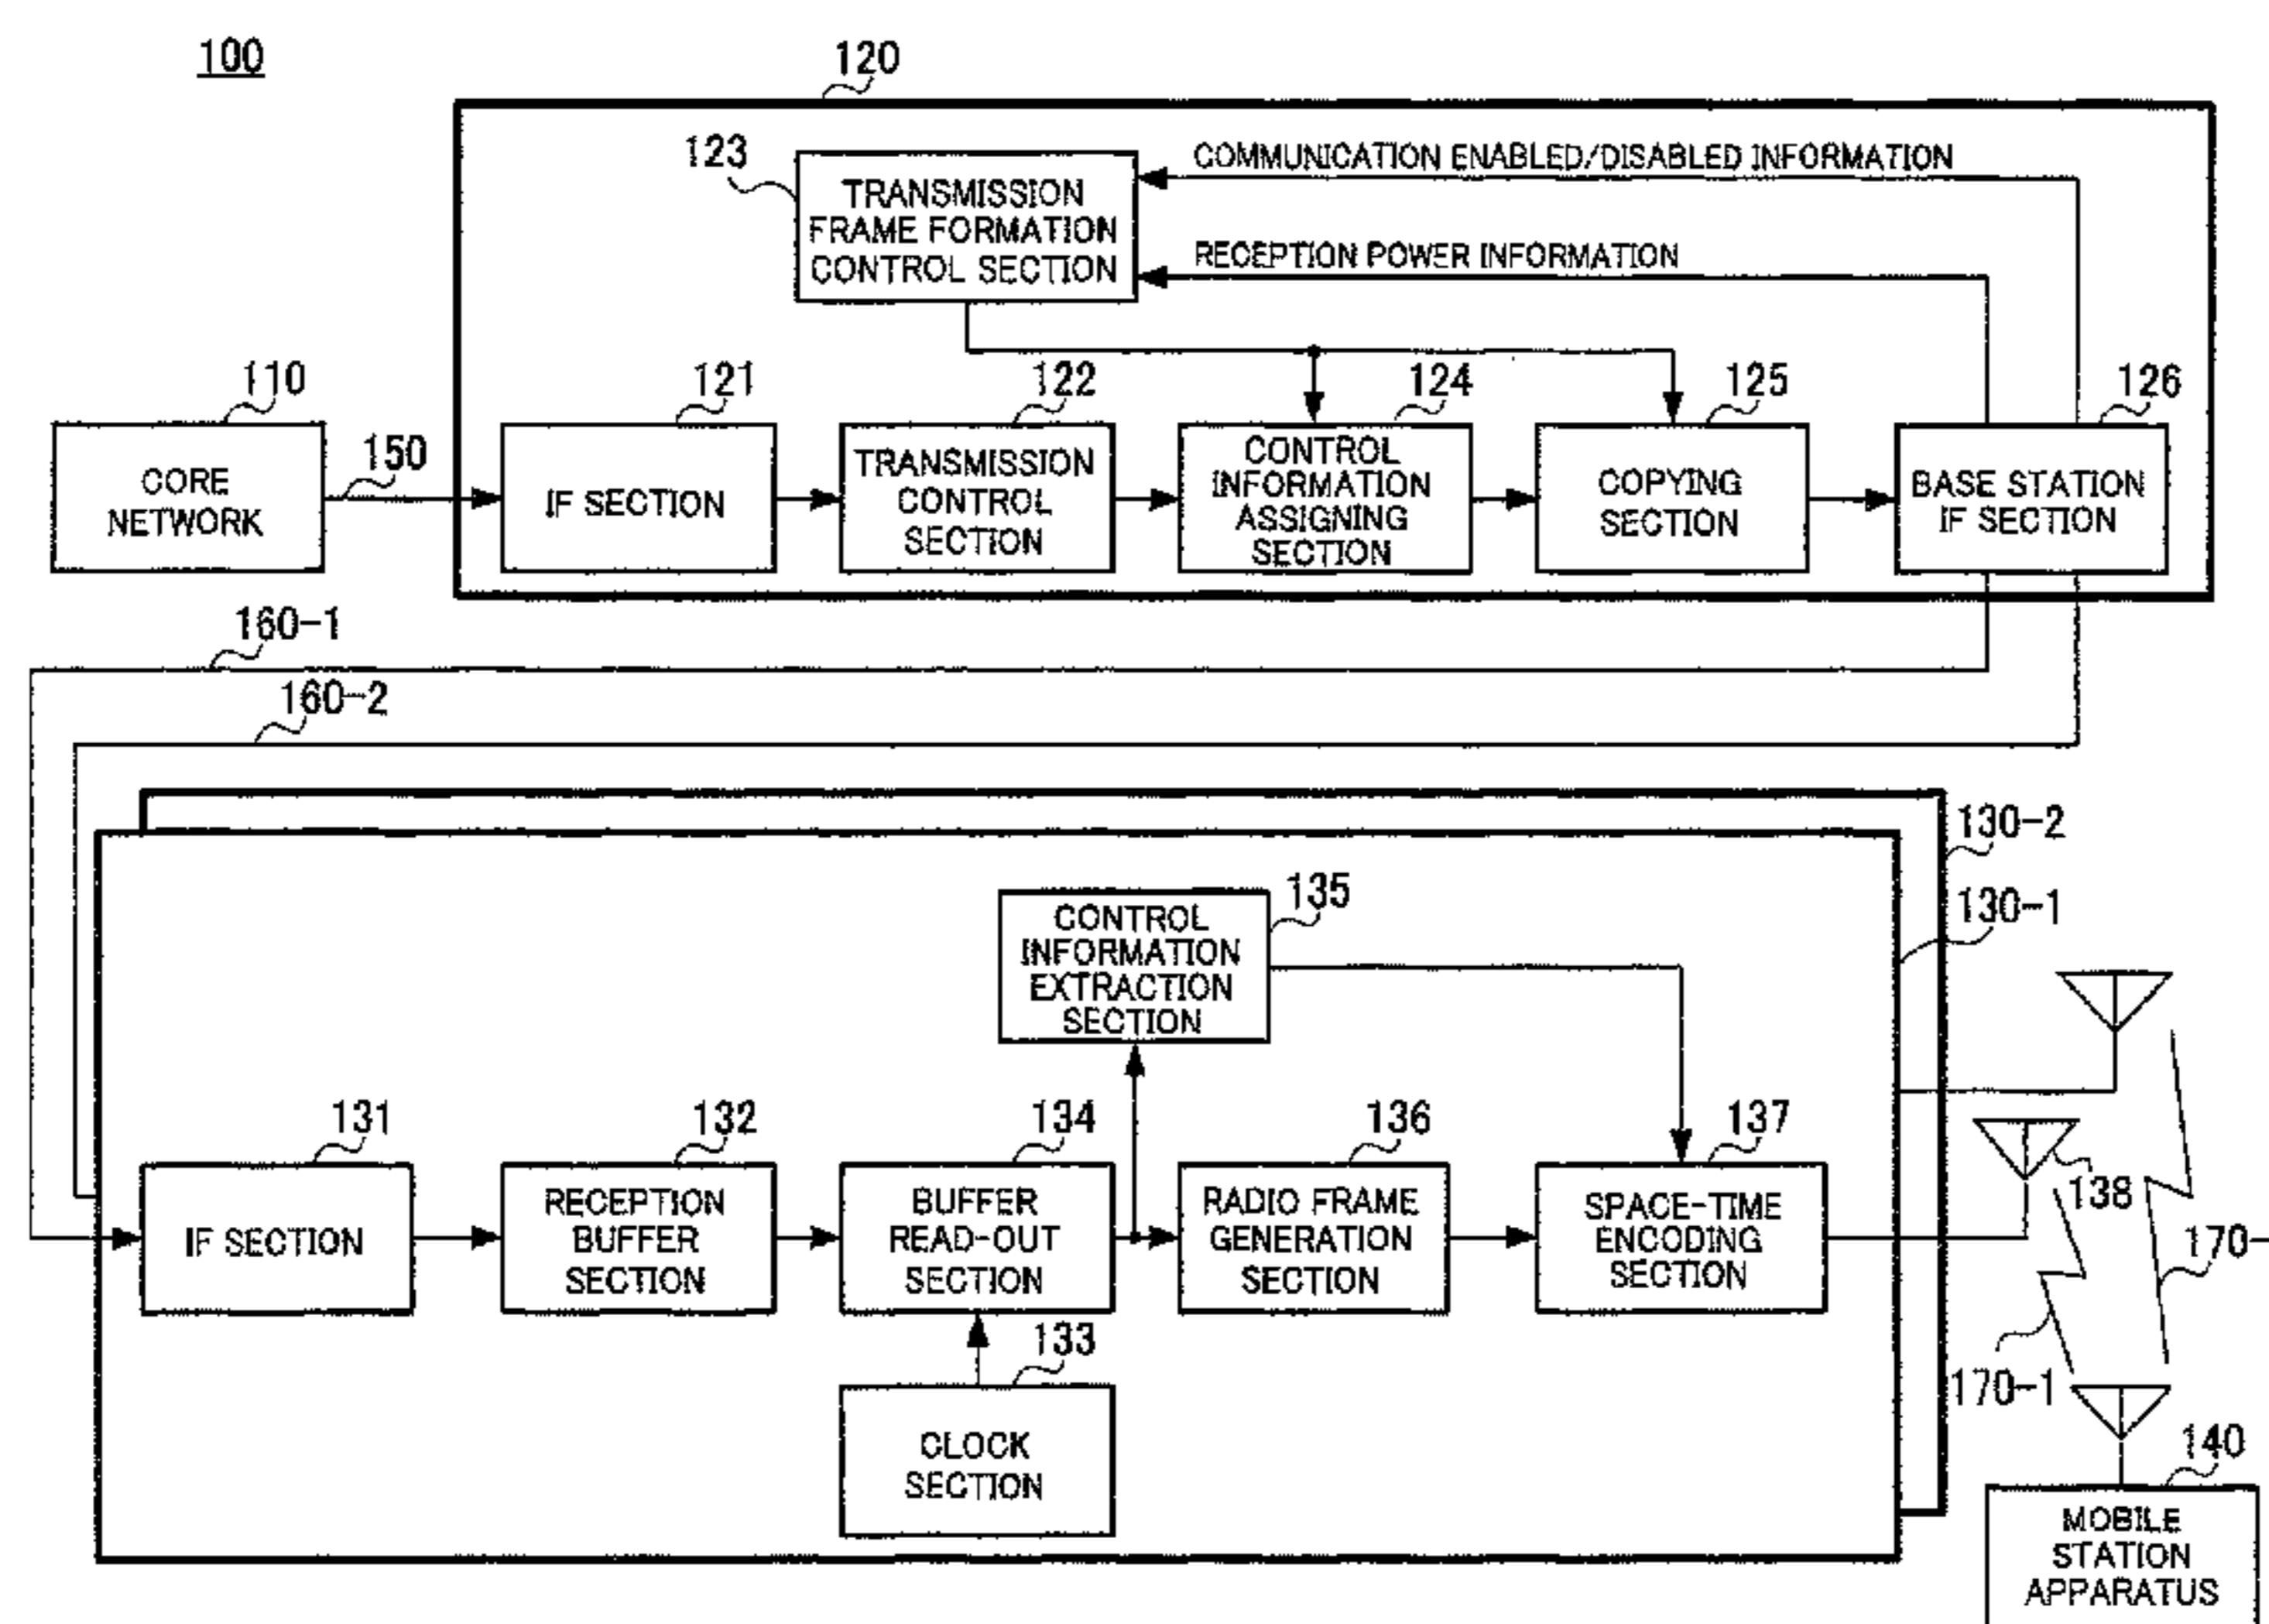 100
120
123
TRANSMISSION
FRAME FORMATION
CONTROL SECTION
COMMUNICATION ENABLED/DISABLED INFORMATION
RECEPTION POWER INFORMATION
110
CORE
NETWORK
150
121
IF SECTION
122
TRANSMISSION
CONTROL
SECTION
124
CONTROL
INFORMATION
ASSIGNING
SECTION
125
COPYING
SECTION
126
BASE STATION
IF SECTION
160-1
160-2
130-2
130-1
135
CONTROL
INFORMATION
EXTRACTION
SECTION
131
IF SECTION
132
RECEPTION
BUFFER
SECTION
134
BUFFER
READ-OUT
SECTION
136
RADIO FRAME
GENERATION
SECTION
137
SPACE-TIME
ENCODING
SECTION
138
133
CLOCK
SECTION
170-
170-1
140
MOBILE
STATION
APPARATUS